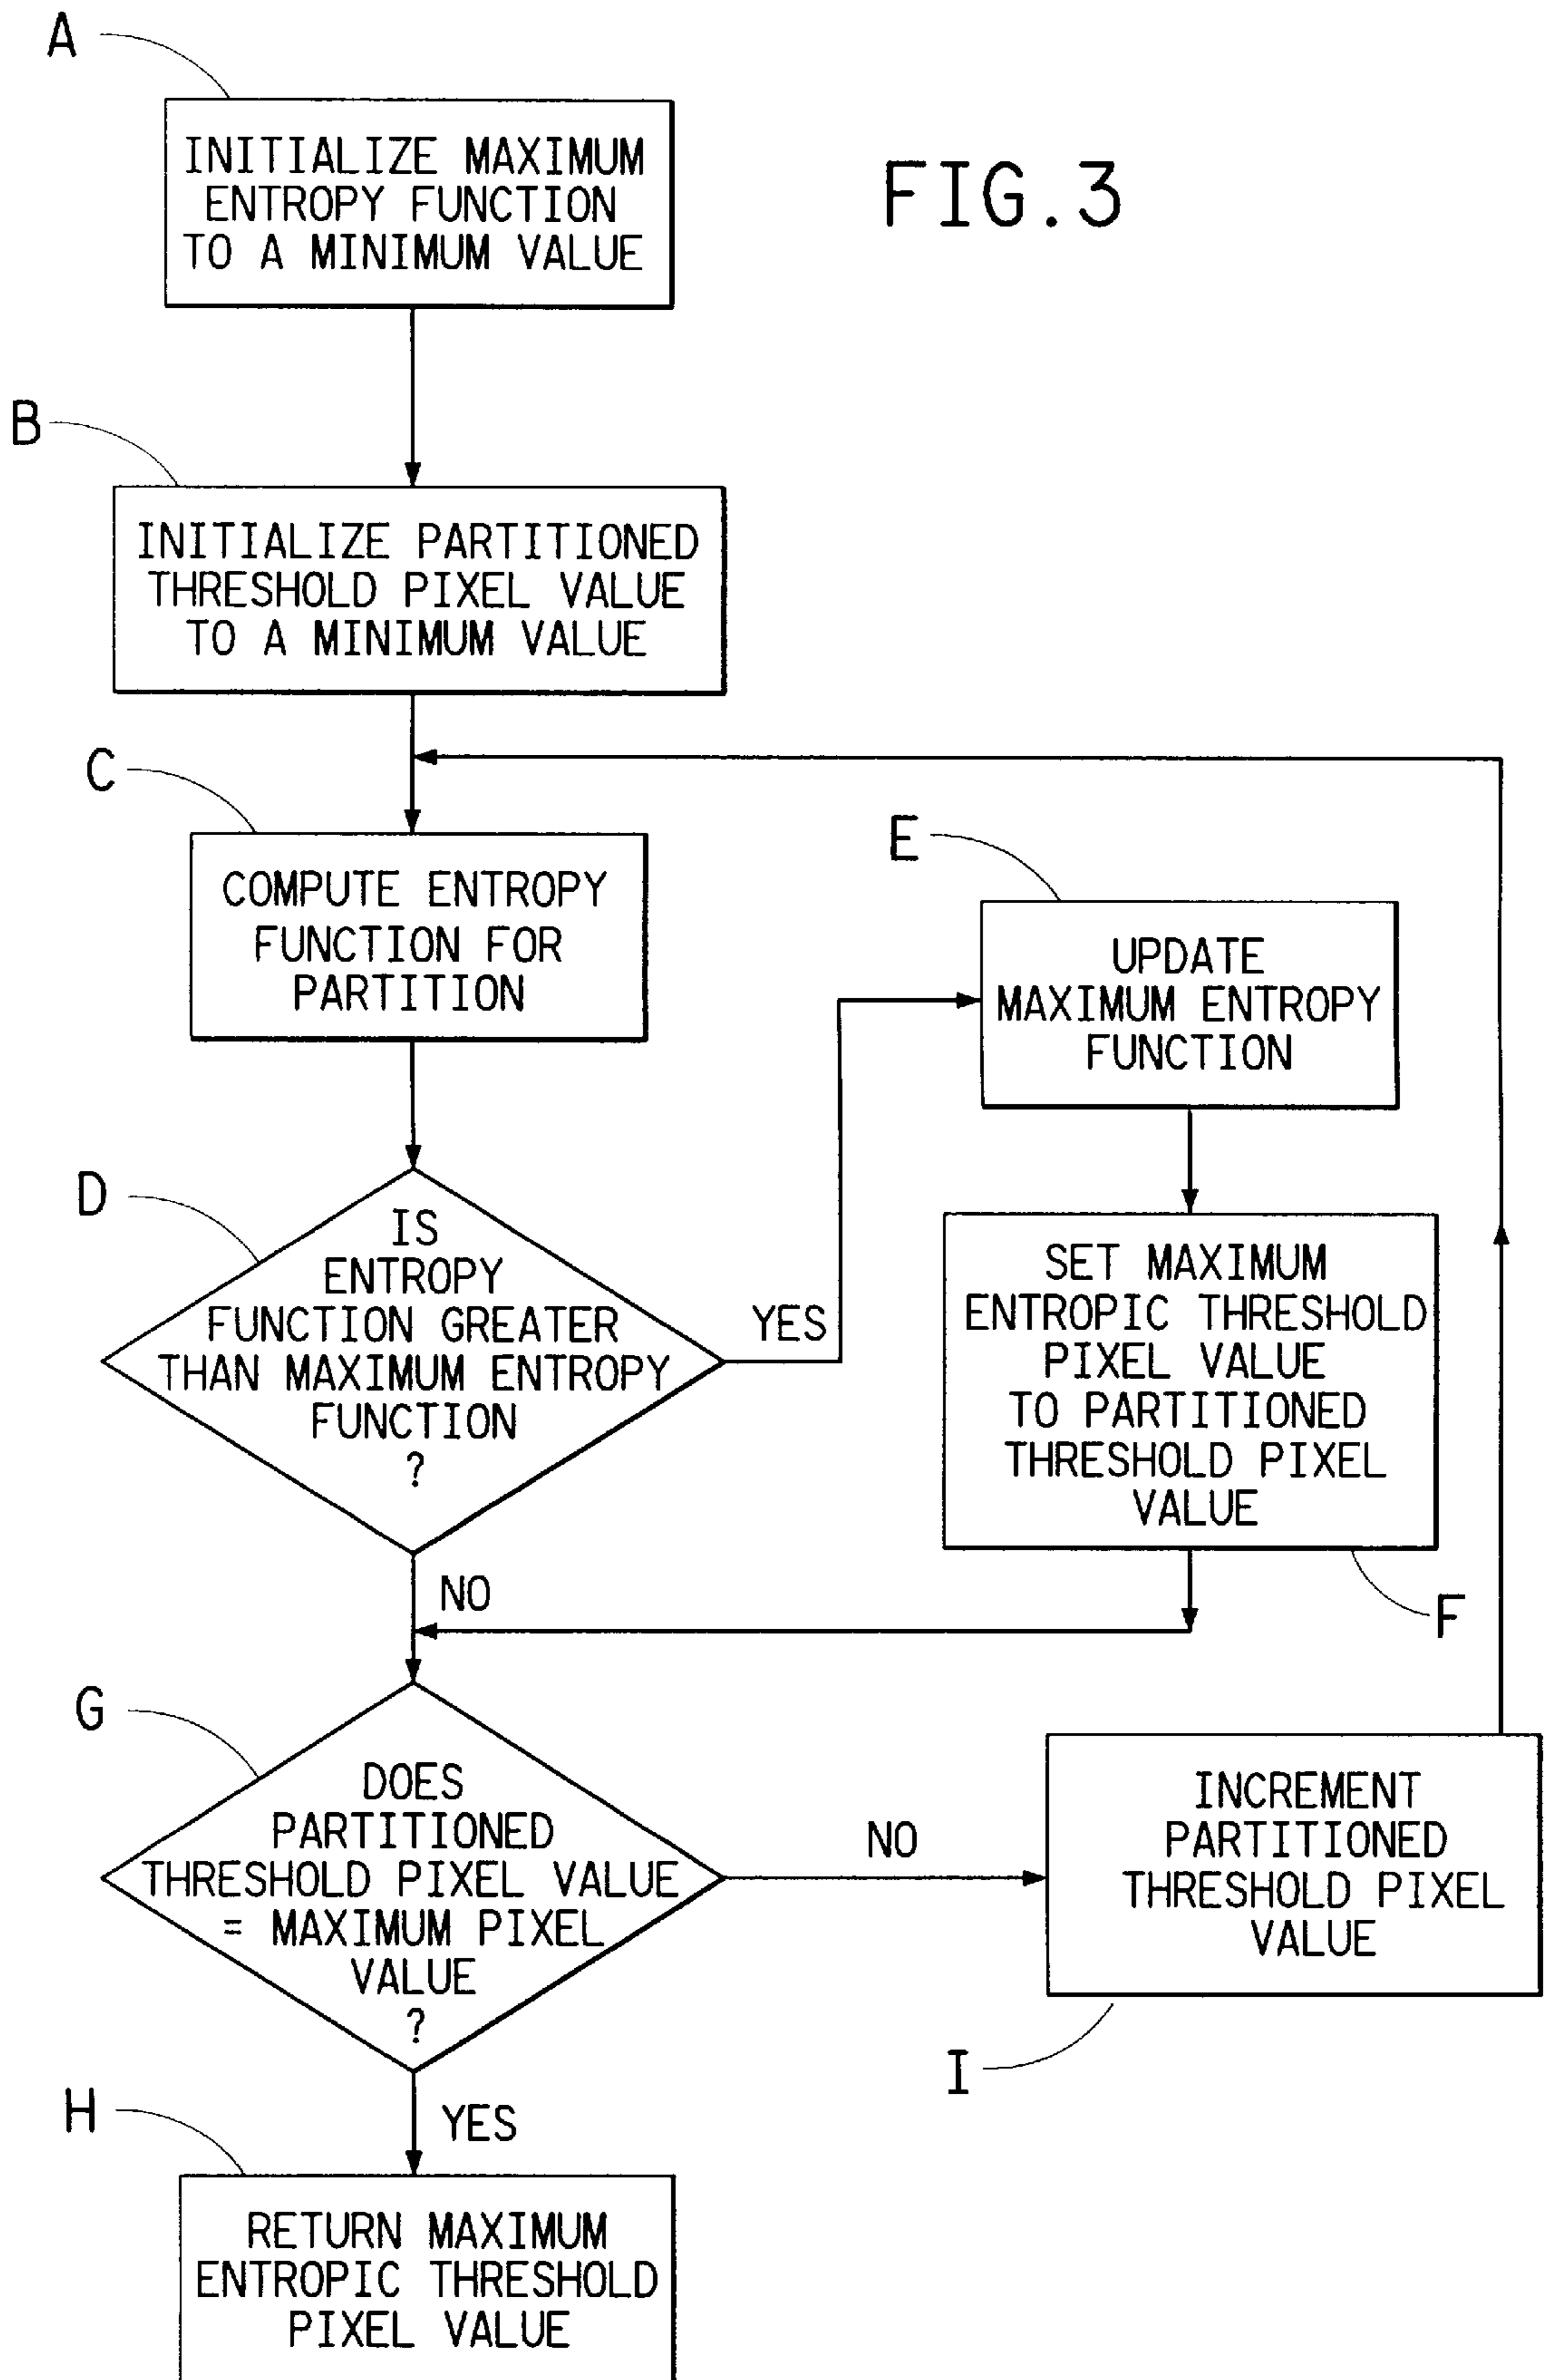 A
INITIALIZE MAXIMUM
ENTROPY FUNCTION
TO A MINIMUM VALUE
FIG.3
B
INITIALIZE PARTITIONED
THRESHOLD PIXEL VALUE
TO A MINIMUM VALUE
C
COMPUTE ENTROPY
FUNCTION FOR
PARTITION
D
IS
ENTROPY
FUNCTION GREATER
THAN MAXIMUM ENTROPY
FUNCTION
?
YES
E
UPDATE
MAXIMUM ENTROPY
FUNCTION
SET MAXIMUM
ENTROPIC THRESHOLD
PIXEL VALUE
TO PARTITIONED
THRESHOLD PIXEL
VALUE
F
NO
G
DOES
PARTITIONED
THRESHOLD PIXEL VALUE
= MAXIMUM PIXEL
VALUE
?
NO
INCREMENT
PARTITIONED
THRESHOLD PIXEL
VALUE
I
YES
H
RETURN MAXIMUM
ENTROPIC THRESHOLD
PIXEL VALUE